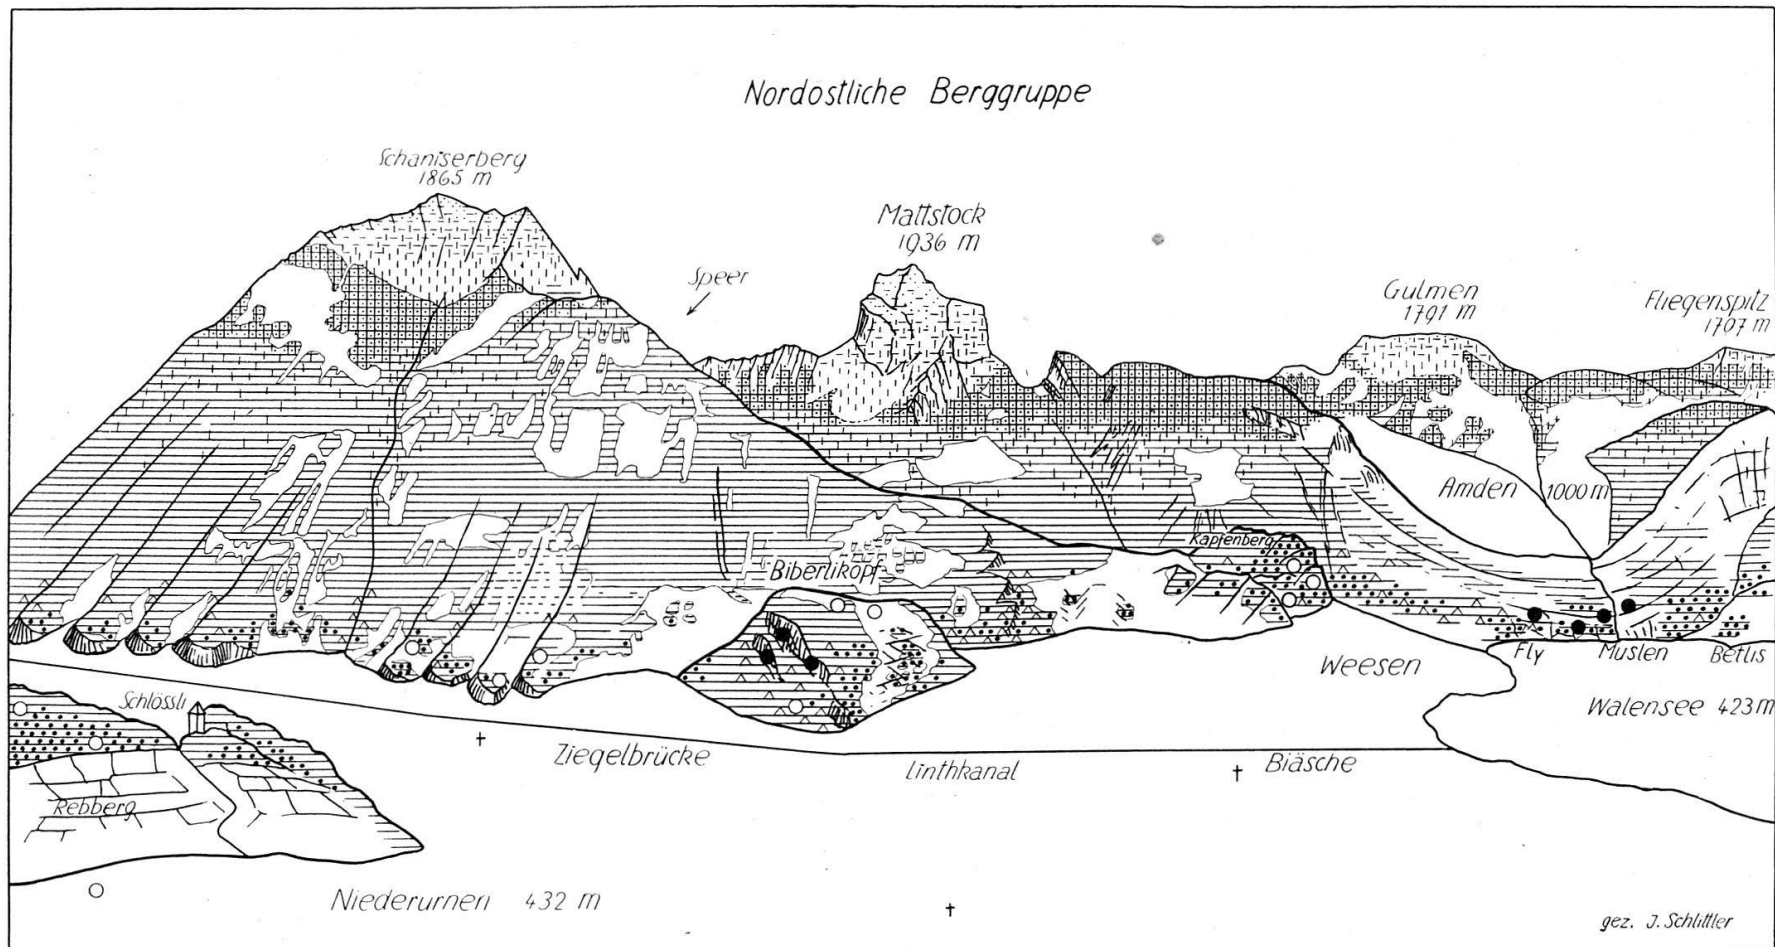 Nordöstliche Berggruppe
Schäniserberg
1865 m
Speer
Mattstock
1936 m
Gulmen
1791 m
Fliegenspitz
1707 m
Amden
1000 m
Kapfenberg
Biberlikopf
Fly
Muslen
Betlis
Weesen
Walensee 423 m
Schlössli
Ziegelbrücke
Linthkanal
Biäsche
Rebberg
Niederurnen 432 m
gez. J. Schlittler